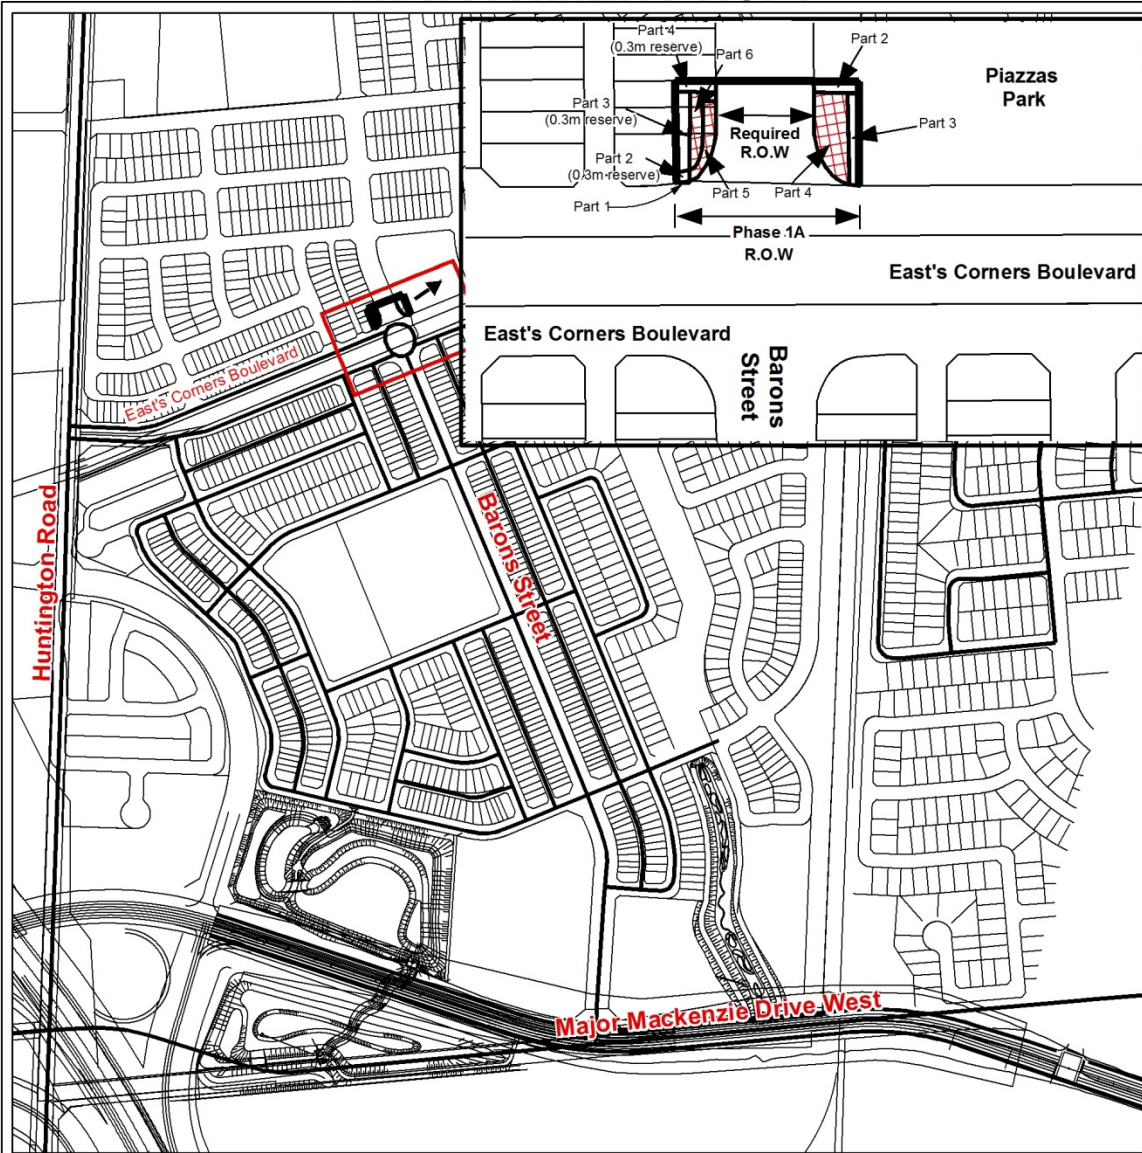 Part 4
(0.3m reserve)
Part 6
Part 2
Piazzas
Park
Part 3
(0.3m reserve)
Required
R.O.W
Part 3
Part 2
(0.3m reserve)
Part 5
Part 4
Part 1
Phase 1A
R.O.W
East's Corners Boulevard
East's Corners Boulevard
Barons
Street
East's Corners Boulevard
Huntington Road
Barons Street
Major Mackenzie Drive West